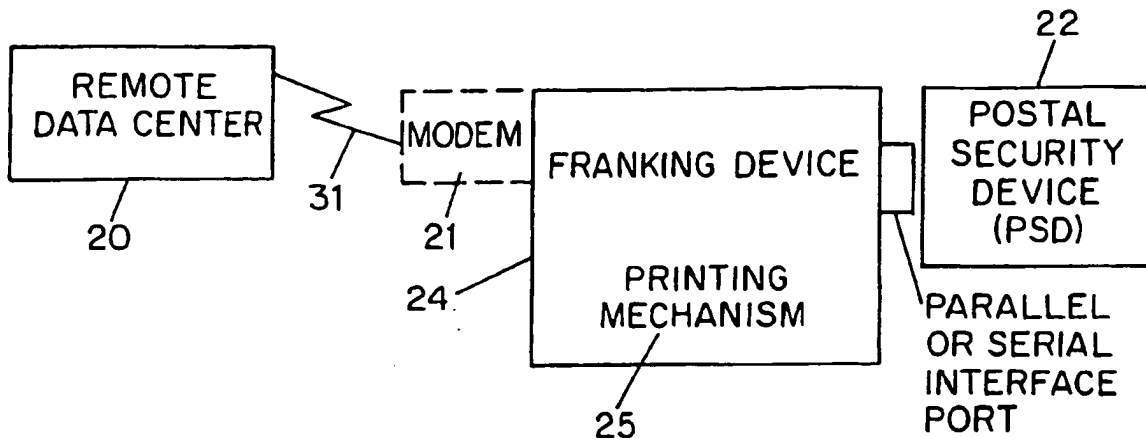 REMOTE
DATA CENTER
20
31
MODEM
21
24
FRANKING DEVICE
PRINTING
MECHANISM
25
22
POSTAL
SECURITY
DEVICE
(PSD)
PARALLEL
OR SERIAL
INTERFACE
PORT